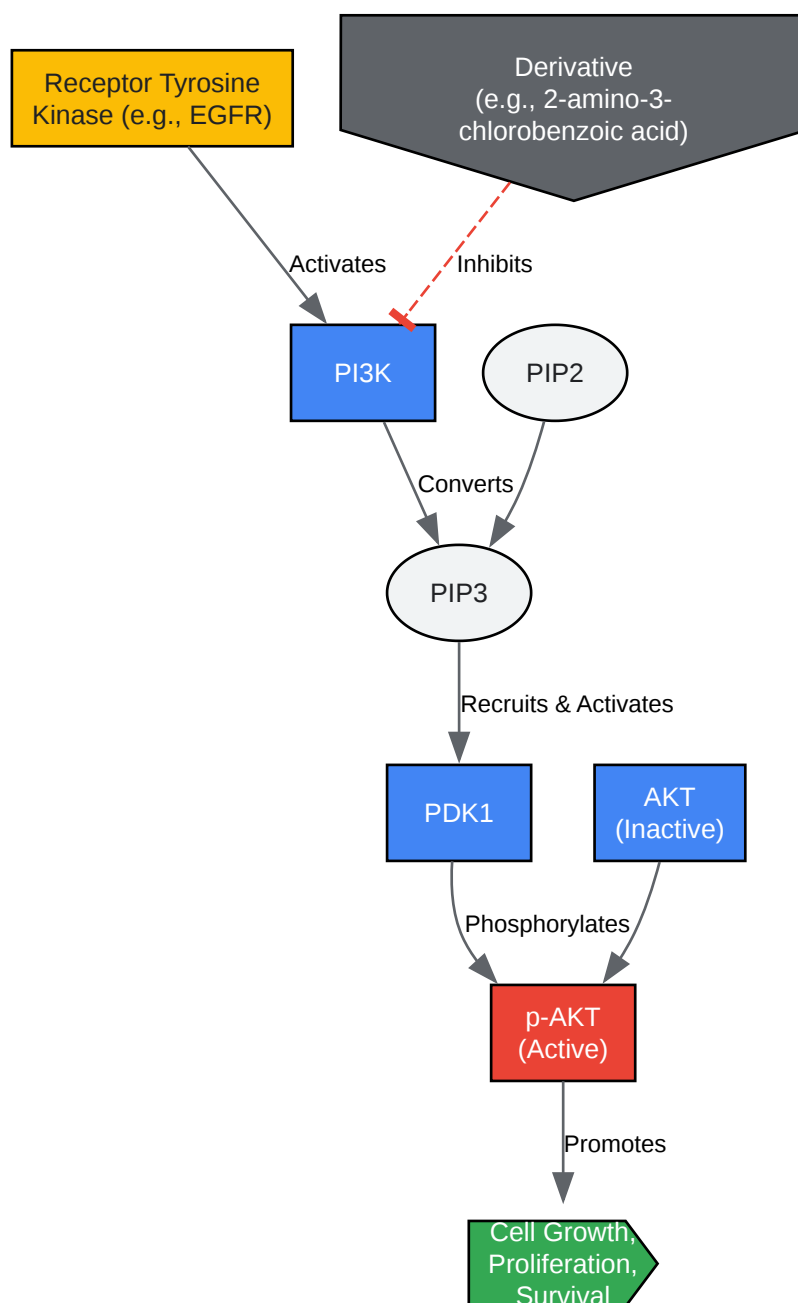 Receptor Tyrosine
Kinase (e.g., EGFR)
Derivative
(e.g., 2-amino-3-
chlorobenzoic acid)
Activates
Inhibits
PI3K
PIP2
Converts
PIP3
Recruits & Activates
PDK1
AKT
(Inactive)
Phosphorylates
p-AKT
(Active)
Promotes
Cell Growth,
Proliferation,
Survival